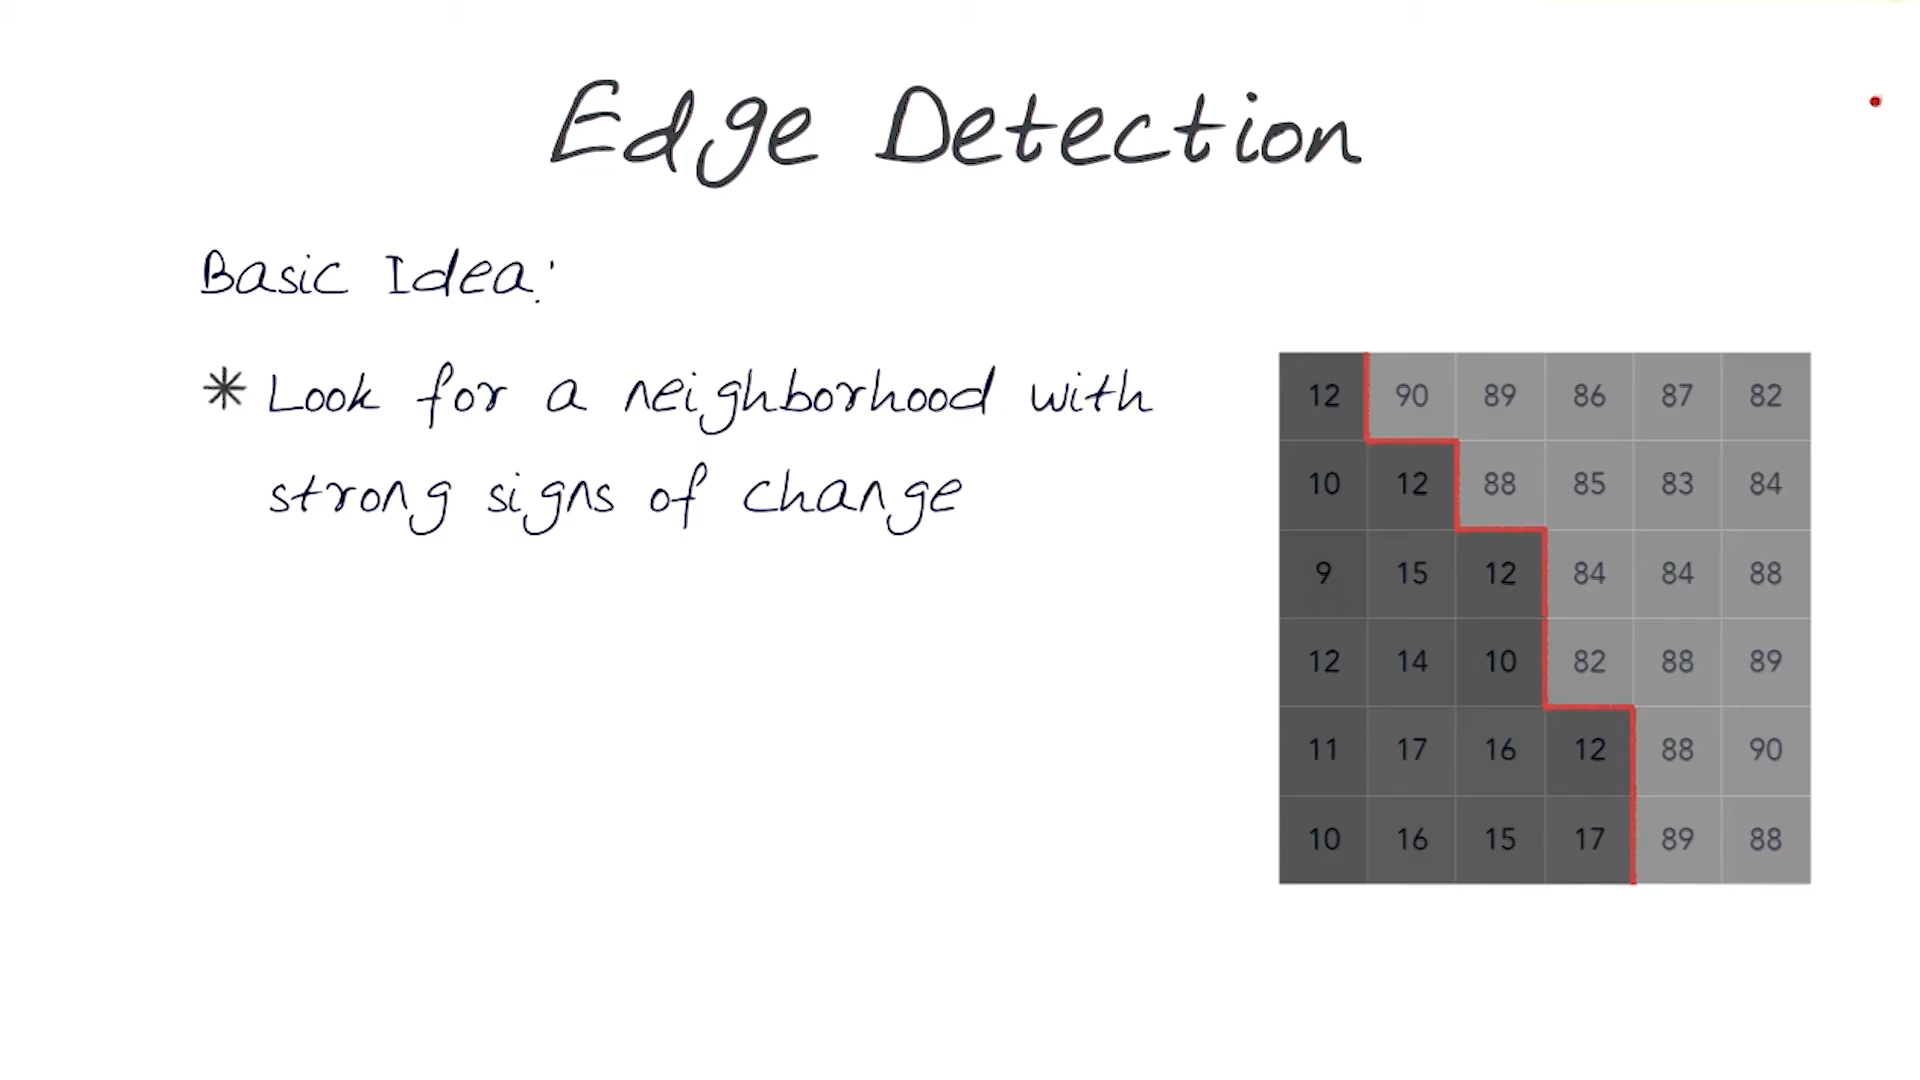 Edge Detection
Basic Idea:
* Look for a neighborhood with
strong signs of change
12 90 89 86 87 82
10 12 88 85 83 84
9 15 12 84 84 88
12 14 10 82 88 89
11 17 16 12 88 90
10 16 15 17 89 88